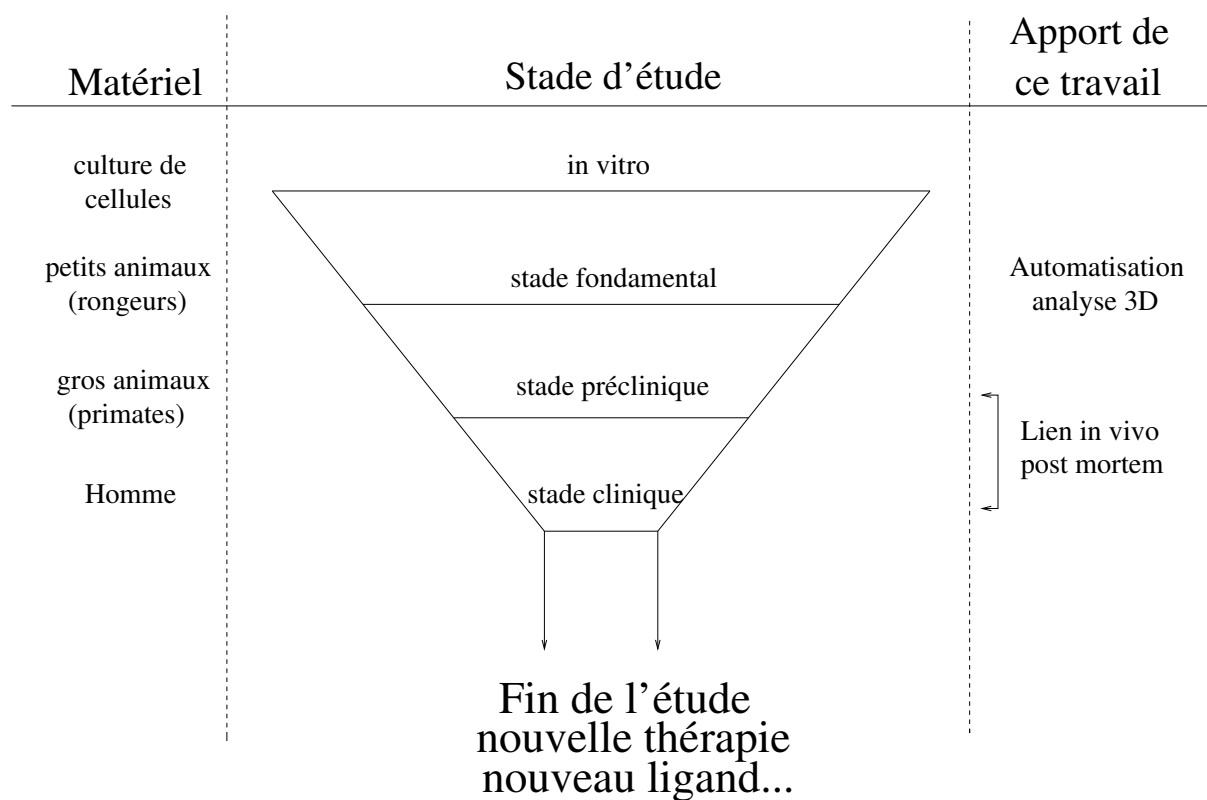 Matériel
Stade d'étude
Apport de
ce travail
culture de
cellules
in vitro
petits animaux
(rongeurs)
stade fondamental
Automatisation
analyse 3D
gros animaux
(primates)
stade préclinique
Lien in vivo
post mortem
Homme
stade clinique
Fin de l'étude
nouvelle thérapie
nouveau ligand...